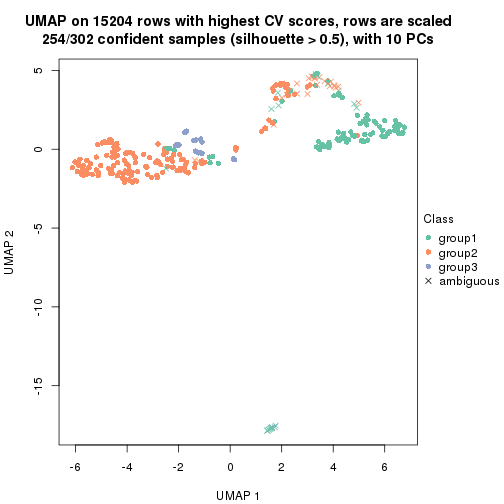 UMAP on 15204 rows with highest CV scores, rows are scaled
254/302 confident samples (silhouette > 0.5), with 10 PCs
5
0
-5
-10
-15
UMAP 2
-6 -4 -2 0 2 4 6
UMAP 1
Class
group1
group2
group3
ambiguous